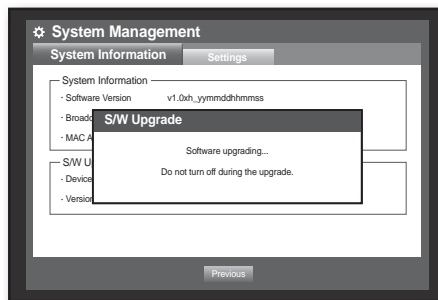 System Management
System Information
Settings
System Information
· Software Version v1.0xh_yymmddhhmmss
· Broadc
S/W Upgrade
· MAC A
Software upgrading...
Do not turn off during the upgrade.
S/W U
· Device
· Version
Previous